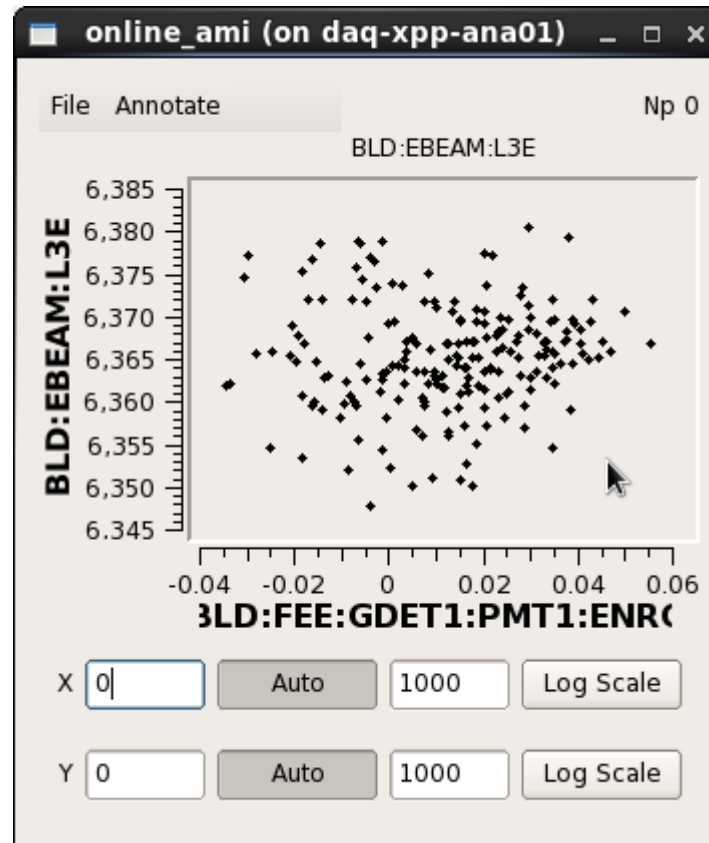 online_ami (on daq-xpp-ana01)
File Annotate Np 0
BLD:EBEAM:L3E
BLD:EBEAM:L3E
6,385
6,380
6,375
6,370
6,365
6,360
6,355
6,350
6.345
-0.04 -0.02 0 0.02 0.04 0.06
BLD:FEE:GDET1:PMT1:ENR
X 0 Auto 1000 Log Scale
Y 0 Auto 1000 Log Scale